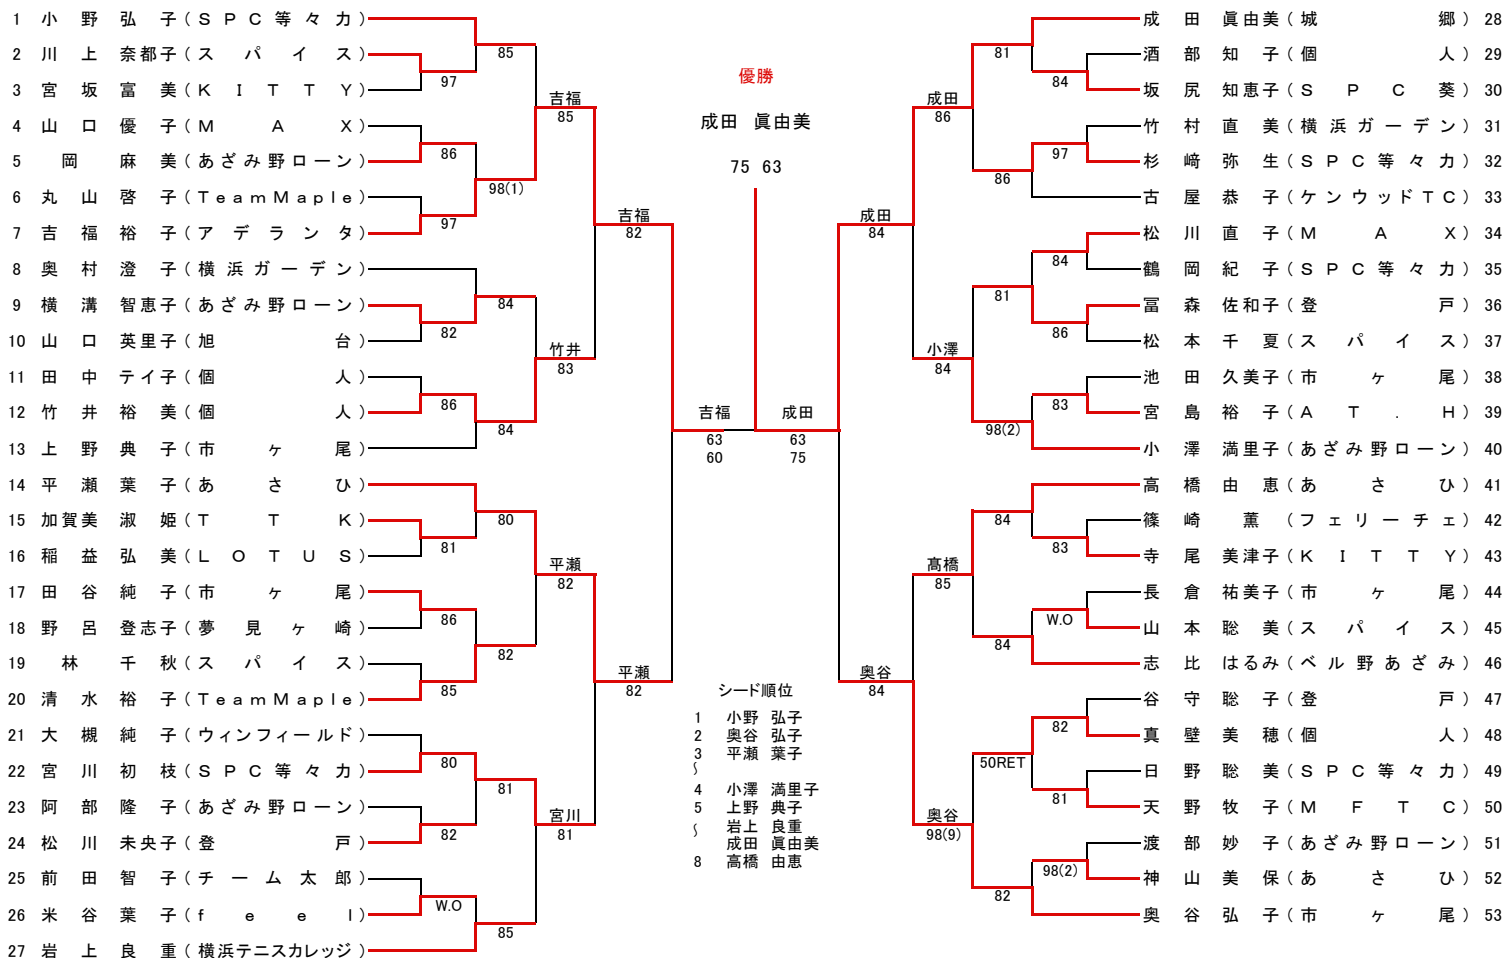 1 小野 弘子 (SPC等々力)
2 川上 奈都子 (スパイス)
3 宮坂 富美 (KITTY)
4 山口 優子 (MAX)
5 岡 麻美 (あざみ野ローン)
6 丸山 啓子 (TeamMaple)
7 吉福 裕子 (アデランタ)
8 奥村 澄子 (横浜ガーデン)
9 横溝 智恵子 (あざみ野ローン)
10 山口 英里子 (旭台)
11 田中 テイ子 (個人)
12 竹井 裕美 (個人)
13 上野 典子 (市ヶ尾)
14 平瀬 葉子 (あさひ)
15 加賀美 淑姫 (TTK)
16 稲益 弘美 (LOTUS)
17 田谷 純子 (市ヶ尾)
18 野呂 登志子 (夢見ヶ崎)
19 林 千秋 (スパイス)
20 清水 裕子 (TeamMaple)
21 大槻 純子 (ウィンフィールド)
22 宮川 初枝 (SPC等々力)
23 阿部 隆子 (あざみ野ローン)
24 松川 未央子 (登戸)
25 前田 智子 (チーム太郎)
26 米谷 葉子 (feel)
27 岩上 良重 (横浜テニスカレッジ)
97
86
97
82
86
81
86
85
80
82
W.O
85
98(1)
84
84
80
82
81
85
吉福
85
竹井
83
平瀬
82
宮川
81
吉福
82
平瀬
82
吉福
63
60
優勝
成田 眞由美
75 63
シード順位
1 小野 弘子
2 奥谷 弘子
3 平瀬 葉子
〜
4 小澤 満里子
5 上野 典子
〜 岩上 良重
成田 眞由美
8 高橋 由恵
成田
63
75
成田
84
奥谷
84
成田
86
小澤
84
髙橋
85
奥谷
98(9)
81
86
81
98(2)
84
84
50RET
82
84
97
84
86
83
83
W.O
82
81
98(2)
成田 眞由美 (城郷) 28
酒部 知子 (個人) 29
坂尻 知恵子 (SPC葵) 30
竹村 直美 (横浜ガーデン) 31
杉﨑 弥生 (SPC等々力) 32
古屋 恭子 (ケンウッドTC) 33
松川 直子 (MAX) 34
鶴岡 紀子 (SPC等々力) 35
冨森 佐和子 (登戸) 36
松本 千夏 (スパイス) 37
池田 久美子 (市ヶ尾) 38
宮島 裕子 (AT.H) 39
小澤 満里子 (あざみ野ローン) 40
高橋 由恵 (あさひ) 41
篠崎 薫 (フェリーチェ) 42
寺尾 美津子 (KITTY) 43
長倉 祐美子 (市ヶ尾) 44
山本 聡美 (スパイス) 45
志比 はるみ (ベル野あざみ) 46
谷守 聡子 (登戸) 47
真壁 美穂 (個人) 48
日野 聡美 (SPC等々力) 49
天野 牧子 (MFTC) 50
渡部 妙子 (あざみ野ローン) 51
神山 美保 (あさひ) 52
奥谷 弘子 (市ヶ尾) 53